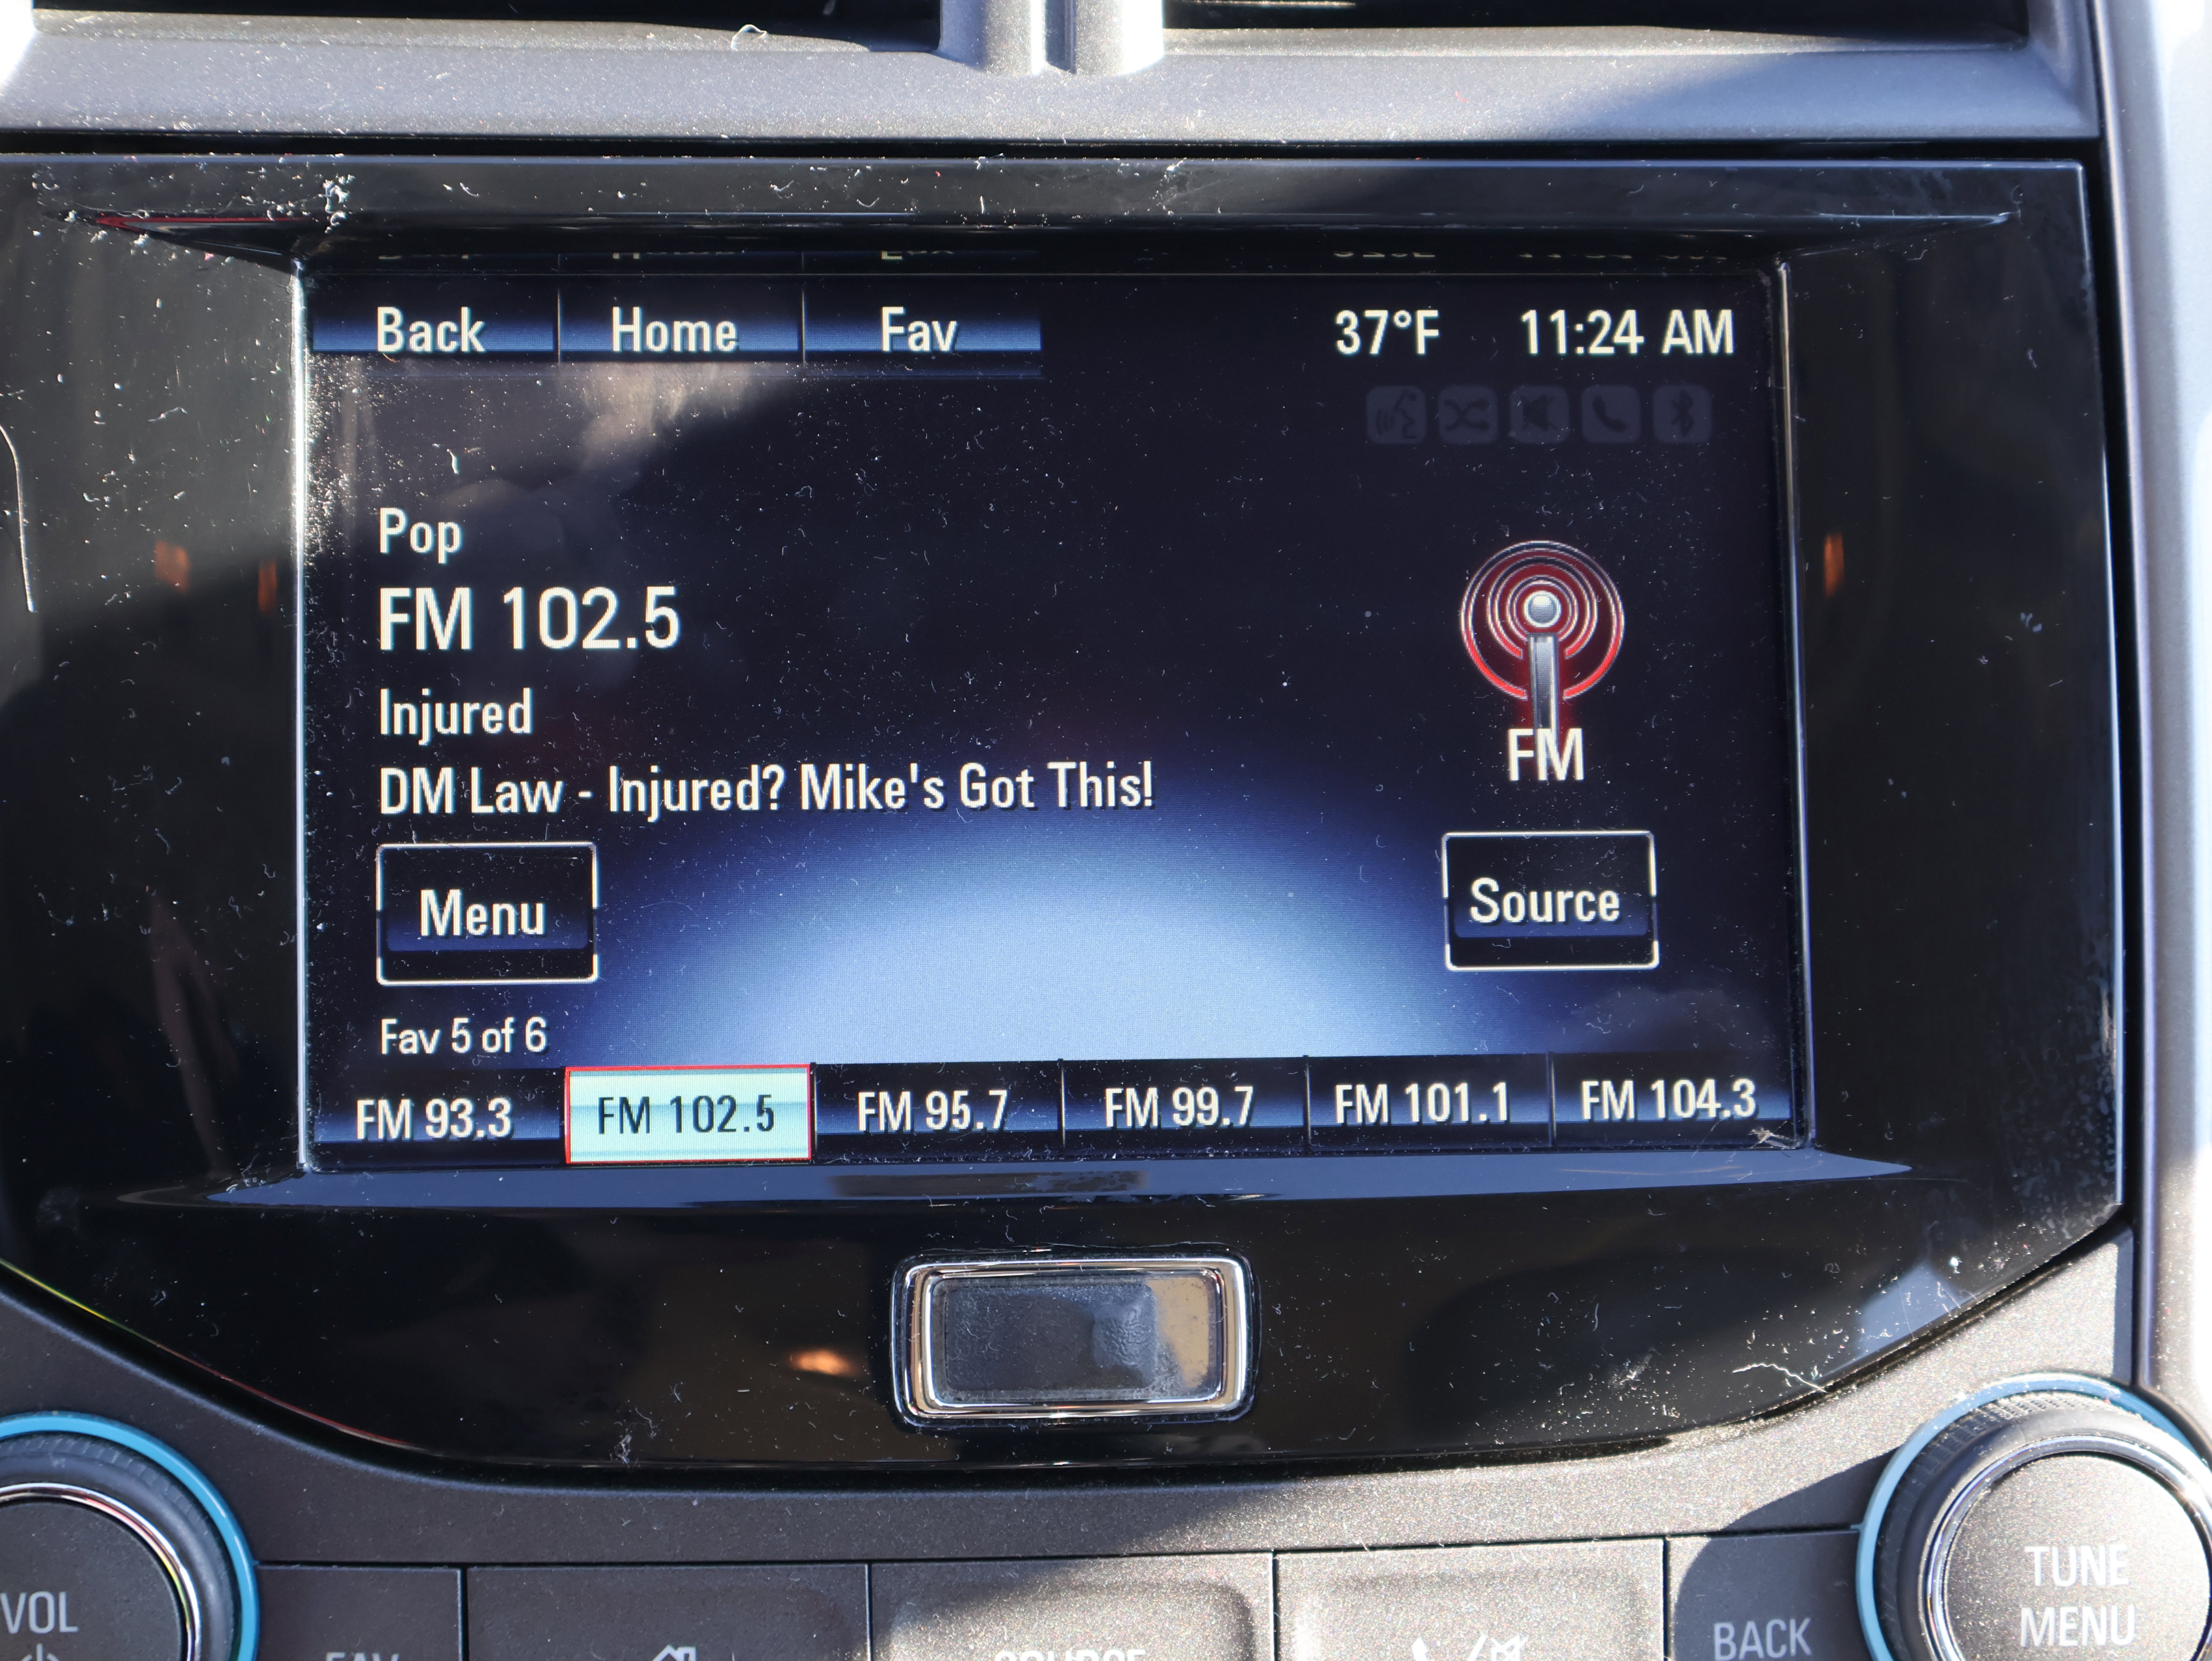 Back Home Fav 37°F 11:24 AM
Pop
FM 102.5
Injured
DM Law - Injured? Mike's Got This!
FM
Menu Source
Fav 5 of 6
FM 93.3 FM 102.5 FM 95.7 FM 99.7 FM 101.1 FM 104.3
VOL
FAV SOURCE BACK
TUNE
MENU